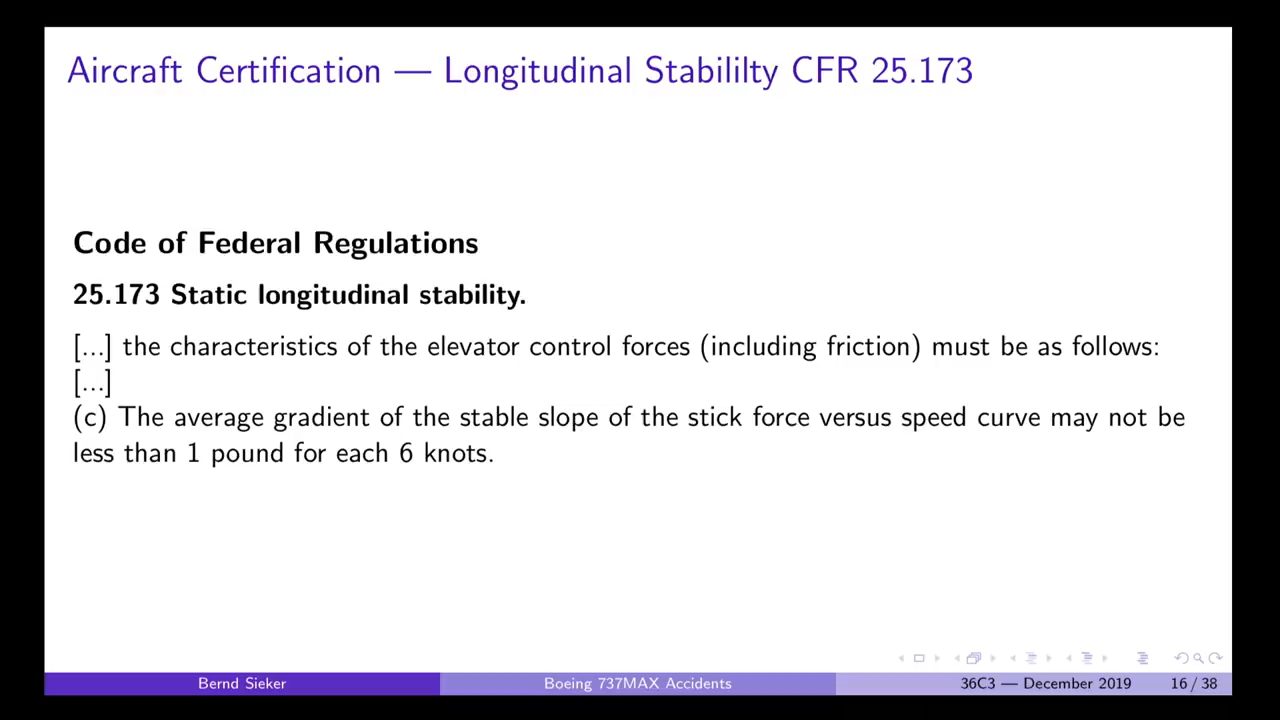 Aircraft Certification — Longitudinal Stabililty CFR 25.173
Code of Federal Regulations
25.173 Static longitudinal stability.
[...] the characteristics of the elevator control forces (including friction) must be as follows:
[...]
(c) The average gradient of the stable slope of the stick force versus speed curve may not be
less than 1 pound for each 6 knots.
Bernd Sieker
Boeing 737MAX Accidents
36C3 — December 2019
16 / 38